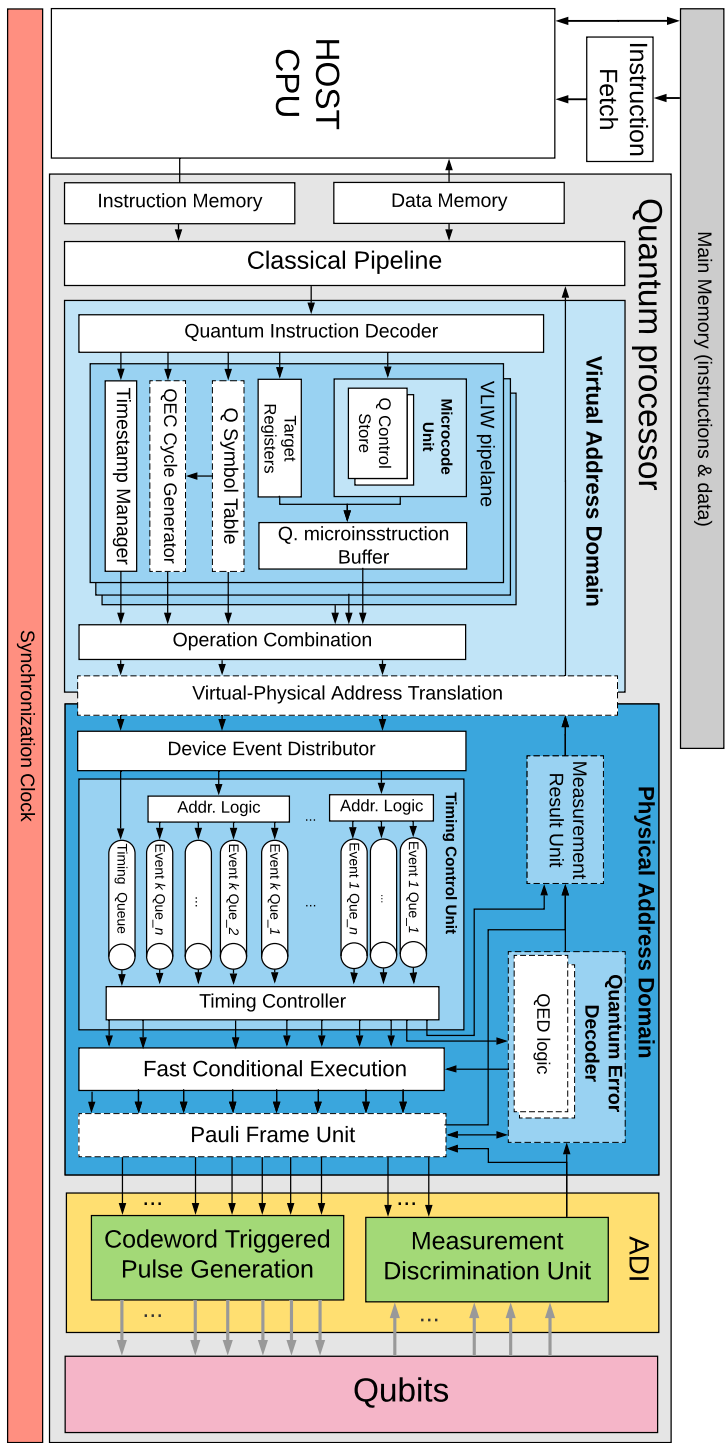 HOST
CPU
Instruction
Fetch
Main Memory (instructions & data)
Synchronization Clock
Quantum processor
Instruction Memory
Data Memory
Classical Pipeline
Virtual Address Domain
Quantum Instruction Decoder
VLIW pipelane
Timestamp Manager
QEC Cycle Generator
Q Symbol Table
Target
Registers
Microcode
Unit
Q Control
Store
Q. microinsstruction
Buffer
Operation Combination
Virtual-Physical Address Translation
Physical Address Domain
Device Event Distributor
Measurement
Result Unit
Timing Control Unit
Addr. Logic
...
Addr. Logic
Timing Queue
Event k Que_n
...
Event k Que_2
Event k Que_1
...
Event 1 Que_n
...
Event 1 Que_1
Timing Controller
Quantum Error
Decoder
QED logic
Fast Conditional Execution
Pauli Frame Unit
...
...
ADI
Codeword Triggered
Pulse Generation
Measurement
Discrimination Unit
...
...
Qubits